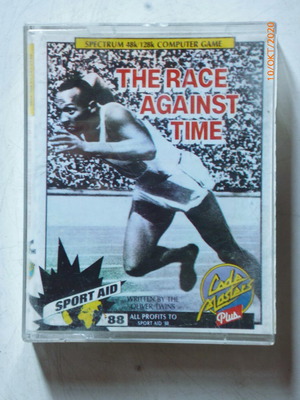 SPECTRUM 48k/128k COMPUTER GAME
THE RACE
AGAINST
TIME
SPORT AID
'88
WRITTEN BY THE
OLIVER TWINS
ALL PROFITS TO
SPORT AID 88
Code
Masters
Plus
10/OKT/2020